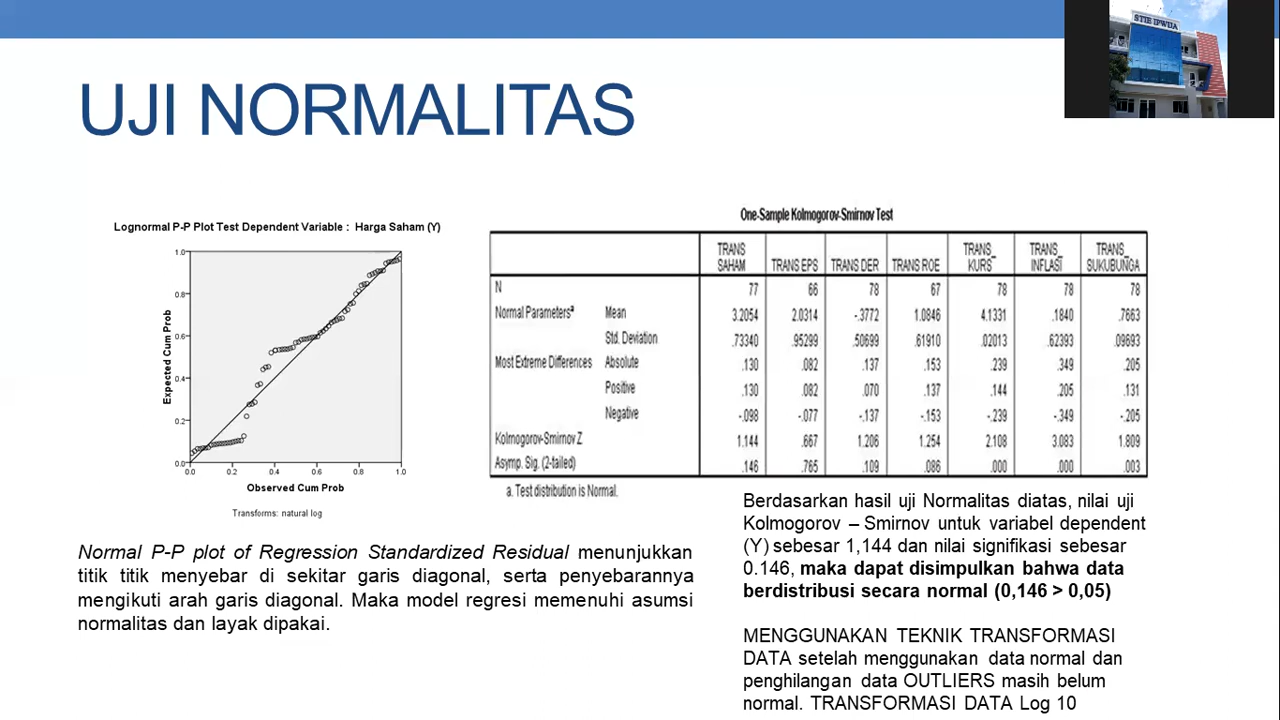 STIE IPWIJA
UJI NORMALITAS
Lognormal P-P Plot Test Dependent Variable : Harga Saham (Y)
1.0
0.8
0.6
0.4
0.2
0.0
0.0 0.2 0.4 0.6 0.8 1.0
Expected Cum Prob
Observed Cum Prob
Transforms: natural log
One-Sample Kolmogorov-Smirnov Test
TRANS SAHAM TRANS EPS TRANS DER TRANS ROE TRANS_KURS TRANS_INFLASI TRANS_SUKUBUNGA
N 77 66 78 67 78 78 78
Normal Parametersª Mean 3.2054 2.0314 -.3772 1.0846 4.1331 .1840 .7663
Std. Deviation .73340 .95299 .50699 .61910 .02013 .62393 .09693
Most Extreme Differences Absolute .130 .082 .137 .153 .239 .349 .205
Positive .130 .082 .070 .137 .144 .205 .131
Negative -.098 -.077 -.137 -.153 -.239 -.349 -.205
Kolmogorov-Smirnov Z 1.144 .667 1.206 1.254 2.108 3.083 1.809
Asymp. Sig. (2-tailed) .146 .765 .109 .086 .000 .000 .003
a. Test distribution is Normal.
Normal P-P plot of Regression Standardized Residual menunjukkan
titik titik menyebar di sekitar garis diagonal, serta penyebarannya
mengikuti arah garis diagonal. Maka model regresi memenuhi asumsi
normalitas dan layak dipakai.
Berdasarkan hasil uji Normalitas diatas, nilai uji
Kolmogorov – Smirnov untuk variabel dependent
(Y) sebesar 1,144 dan nilai signifikasi sebesar
0.146, maka dapat disimpulkan bahwa data
berdistribusi secara normal (0,146 > 0,05)
MENGGUNAKAN TEKNIK TRANSFORMASI
DATA setelah menggunakan data normal dan
penghilangan data OUTLIERS masih belum
normal. TRANSFORMASI DATA Log 10